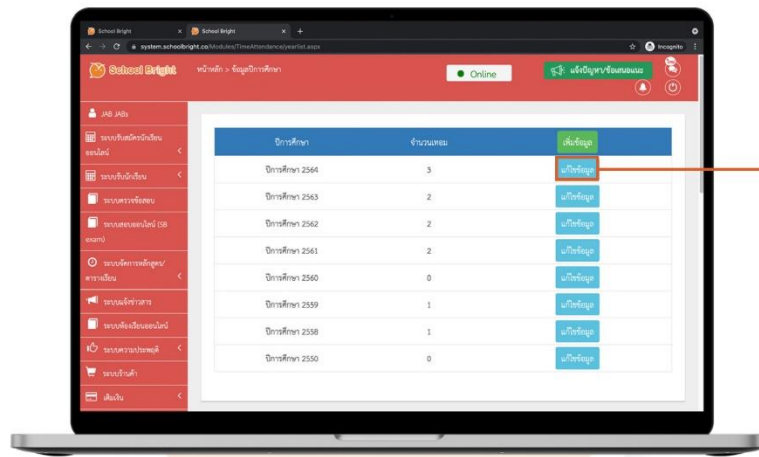 School Bright
School Bright
system.schoolbright.co/Modules/TimeAttendance/yearlist.aspx
Incognito
School Bright
หน้าหลัก > ข้อมูลปีการศึกษา
Online
แจ้งปัญหา/ข้อเสนอแนะ
JAB JABs
ระบบรับสมัครนักเรียน
ออนไลน์
ระบบรับนักเรียน
ระบบตรวจข้อสอบ
ระบบสอบออนไลน์ (SB
exam)
ระบบจัดการหลักสูตร/
ตารางเรียน
ระบบแจ้งข่าวสาร
ระบบห้องเรียนออนไลน์
ระบบความประพฤติ
ระบบร้านค้า
เติมเงิน
ปีการศึกษา จำนวนเทอม เพิ่มข้อมูล
ปีการศึกษา 2564 3 แก้ไขข้อมูล
ปีการศึกษา 2563 2 แก้ไขข้อมูล
ปีการศึกษา 2562 2 แก้ไขข้อมูล
ปีการศึกษา 2561 2 แก้ไขข้อมูล
ปีการศึกษา 2560 0 แก้ไขข้อมูล
ปีการศึกษา 2559 1 แก้ไขข้อมูล
ปีการศึกษา 2558 1 แก้ไขข้อมูล
ปีการศึกษา 2550 0 แก้ไขข้อมูล